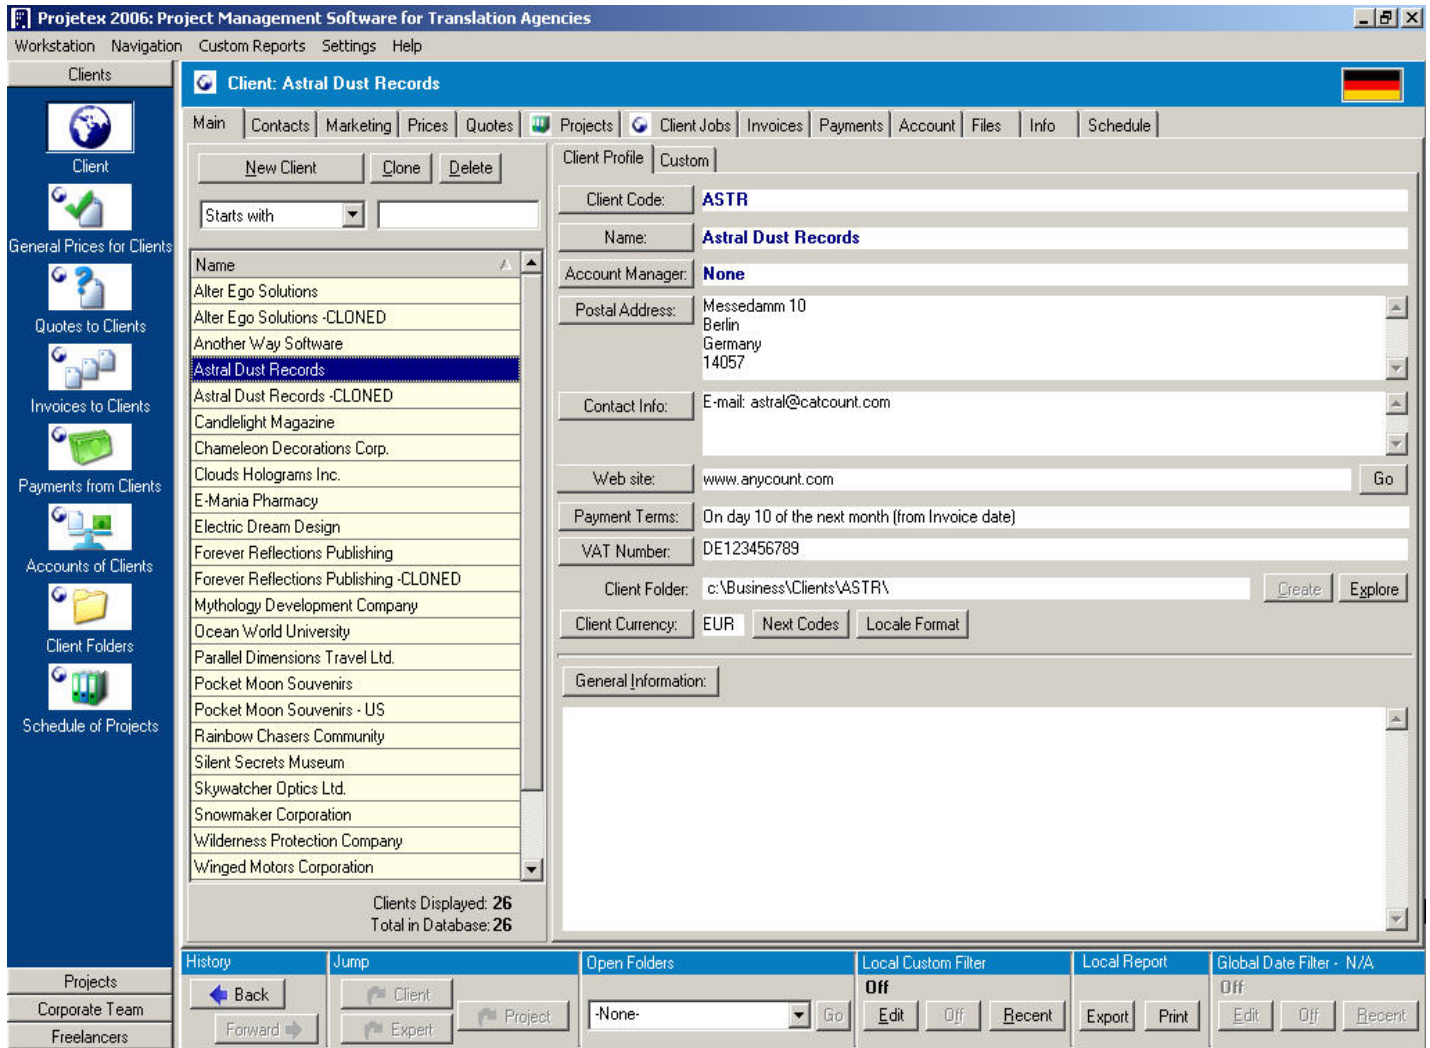 Projetex 2006: Project Management Software for Translation Agencies
Workstation Navigation Custom Reports Settings Help
Clients
Client: Astral Dust Records
Main Contacts Marketing Prices Quotes Projects Client Jobs Invoices Payments Account Files Info Schedule
Client
General Prices for Clients
Quotes to Clients
Invoices to Clients
Payments from Clients
Accounts of Clients
Client Folders
Schedule of Projects
Projects
Corporate Team
Freelancers
New Client Clone Delete
Starts with
Name
Alter Ego Solutions
Alter Ego Solutions -CLONED
Another Way Software
Astral Dust Records
Astral Dust Records -CLONED
Candlelight Magazine
Chameleon Decorations Corp.
Clouds Holograms Inc.
E-Mania Pharmacy
Electric Dream Design
Forever Reflections Publishing
Forever Reflections Publishing -CLONED
Mythology Development Company
Ocean World University
Parallel Dimensions Travel Ltd.
Pocket Moon Souvenirs
Pocket Moon Souvenirs - US
Rainbow Chasers Community
Silent Secrets Museum
Skywatcher Optics Ltd.
Snowmaker Corporation
Wilderness Protection Company
Winged Motors Corporation
Clients Displayed: 26
Total in Database: 26
Client Profile Custom
Client Code: ASTR
Name: Astral Dust Records
Account Manager: None
Postal Address: Messedamm 10
Berlin
Germany
14057
Contact Info: E-mail: astral@catcount.com
Web site: www.anycount.com Go
Payment Terms: On day 10 of the next month (from Invoice date)
VAT Number: DE123456789
Client Folder: c:\Business\Clients\ASTR\ Create Explore
Client Currency: EUR Next Codes Locale Format
General Information:
History Jump Open Folders Local Custom Filter Local Report Global Date Filter - N/A
Off Off
Back Client
-None- Go Edit Off Recent Export Print Edit Off Recent
Forward Expert Project